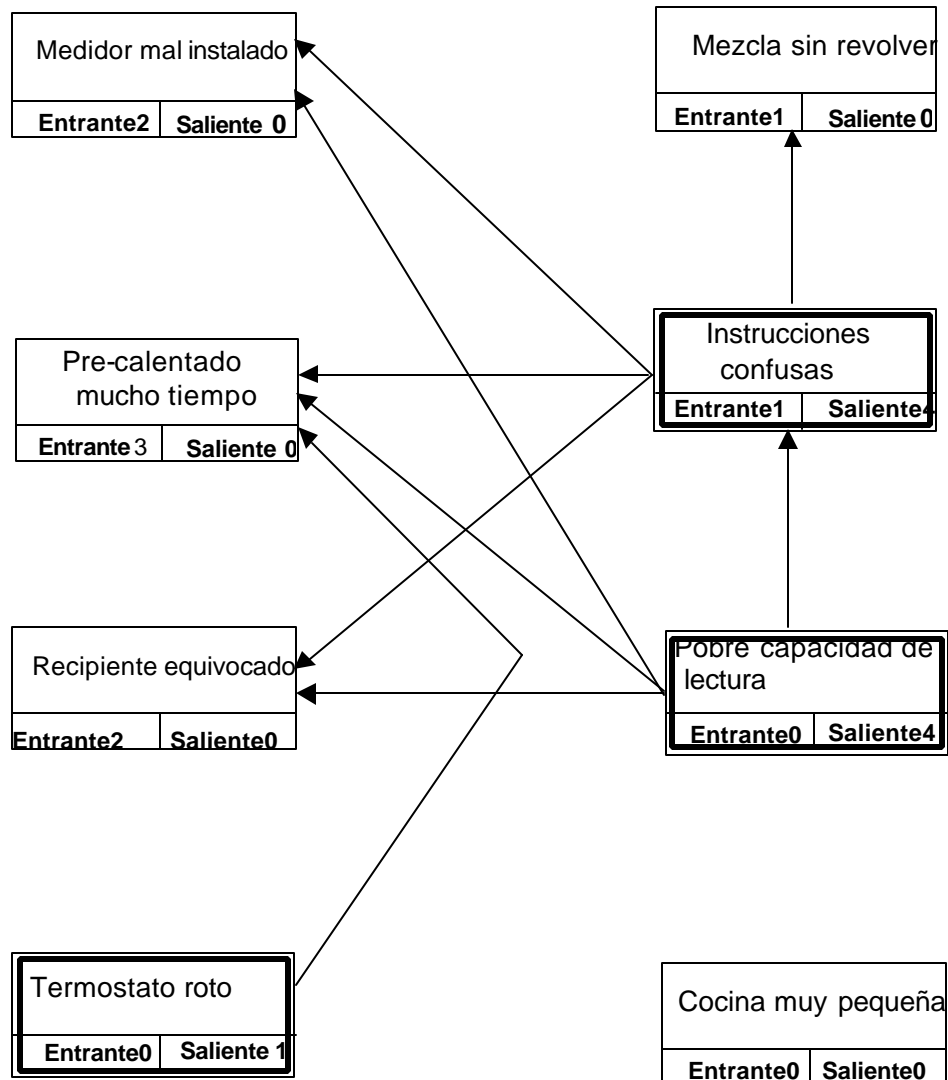 Medidor mal instalado
Entrante2 Saliente 0
Mezcla sin revolver
Entrante1 Saliente 0
Pre-calentado
mucho tiempo
Entrante 3 Saliente 0
Instrucciones
confusas
Entrante1 Saliente4
Recipiente equivocado
Entrante2 Saliente0
Pobre capacidad de
lectura
Entrante0 Saliente4
Termostato roto
Entrante0 Saliente 1
Cocina muy pequeña
Entrante0 Saliente0